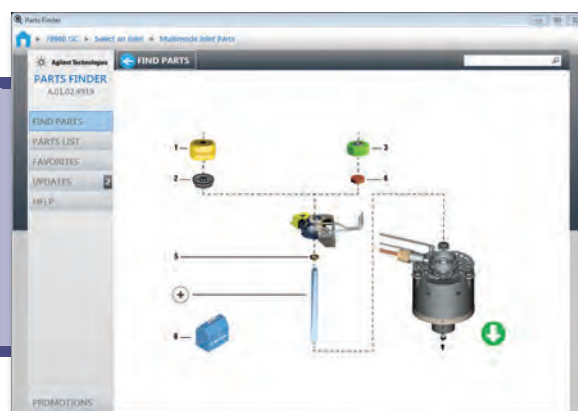 Parts Finder
7890B GC ▸ Select an Inlet ▸ Multimode Inlet Parts
Agilent Technologies
FIND PARTS
PARTS FINDER
A.01.02.4919
FIND PARTS
PARTS LIST
FAVORITES
UPDATES 2
HELP
1
3
2
4
5
+
6
PROMOTIONS